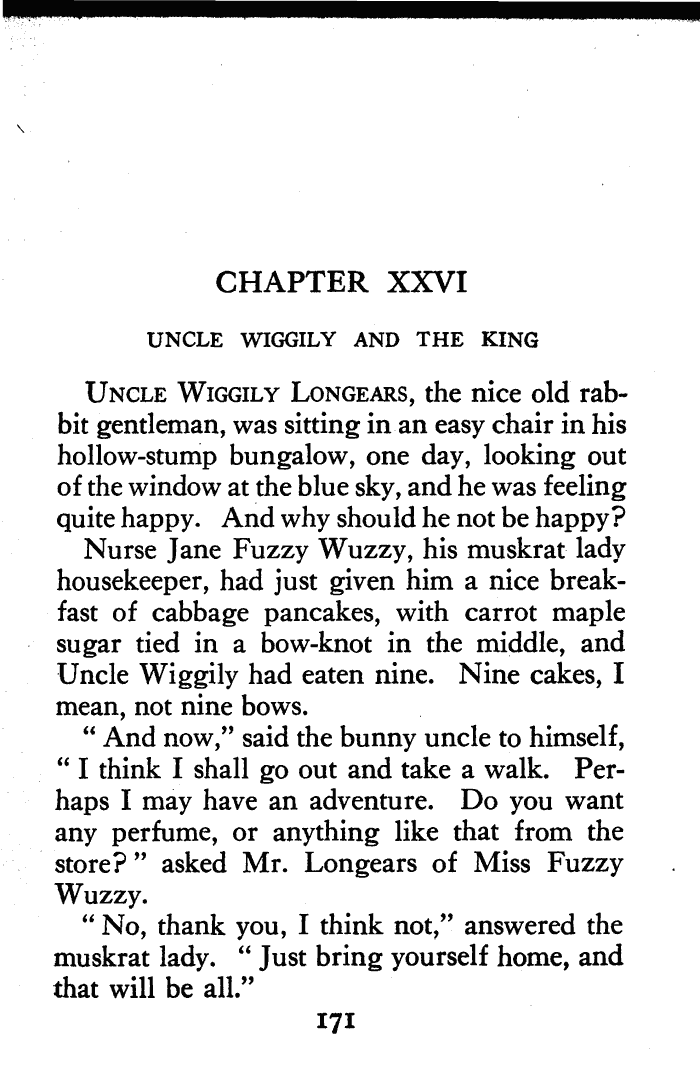 CHAPTER XXVI
UNCLE WIGGILY AND THE KING
UNCLE WIGGILY LONGEARS, the nice old rab-
bit gentleman, was sitting in an easy chair in his
hollow-stump bungalow, one day, looking out
of the window at the blue sky, and he was feeling
quite happy. And why should he not be happy?
Nurse Jane Fuzzy Wuzzy, his muskrat lady
housekeeper, had just given him a nice break-
fast of cabbage pancakes, with carrot maple
sugar tied in a bow-knot in the middle, and
Uncle Wiggily had eaten nine. Nine cakes, I
mean, not nine bows.
“ And now,” said the bunny uncle to himself,
“ I think I shall go out and take a walk. Per-
haps I may have an adventure. Do you want
any perfume, or anything like that from the
store? ” asked Mr. Longears of Miss Fuzzy
Wuzzy.
“ No, thank you, I think not,” answered the
muskrat lady. “ Just bring yourself home, and
that will be all.”
171